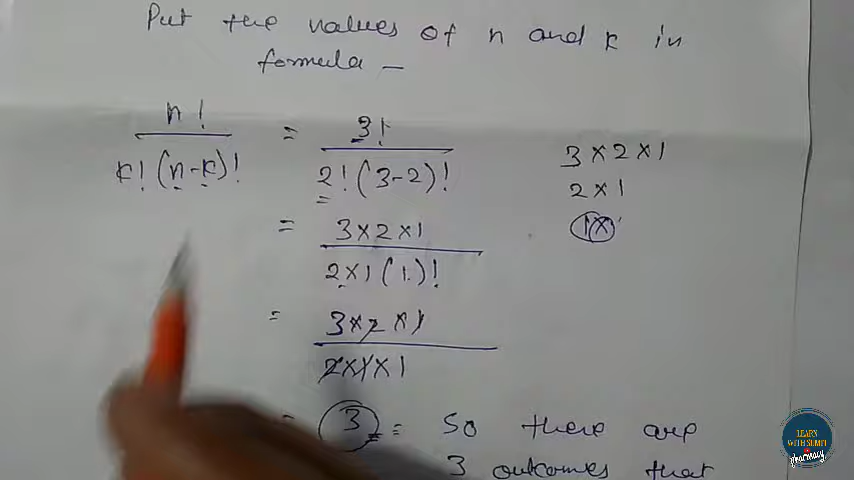 Put the values of n and k in
formula –
n! / k! (n-k)! = 3! / 2! (3-2)!
= 3×2×1 / 2×1 (1)!
= 3×2×1 / 2×1×1
= 3 = So there are
3 outcomes that
3×2×1
2×1
LEARN
WITH SUMIT
pharmacy